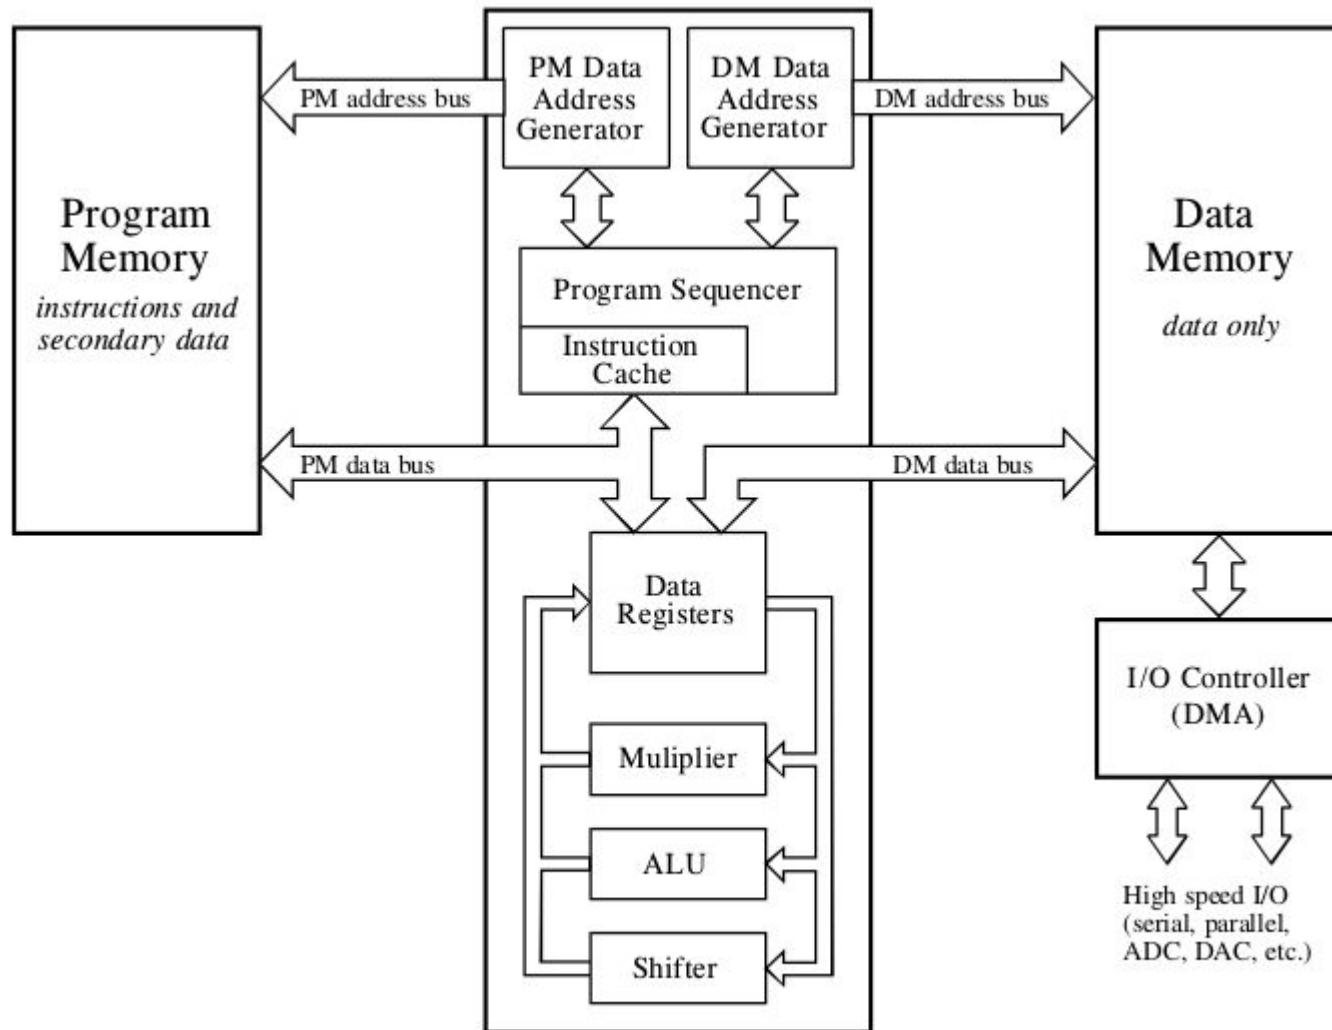 PM Data
Address
Generator
DM Data
Address
Generator
PM address bus
DM address bus
Program
Memory
instructions and
secondary data
Data
Memory
data only
Program Sequencer
Instruction
Cache
PM data bus
DM data bus
Data
Registers
Muliplier
ALU
Shifter
I/O Controller
(DMA)
High speed I/O
(serial, parallel,
ADC, DAC, etc.)